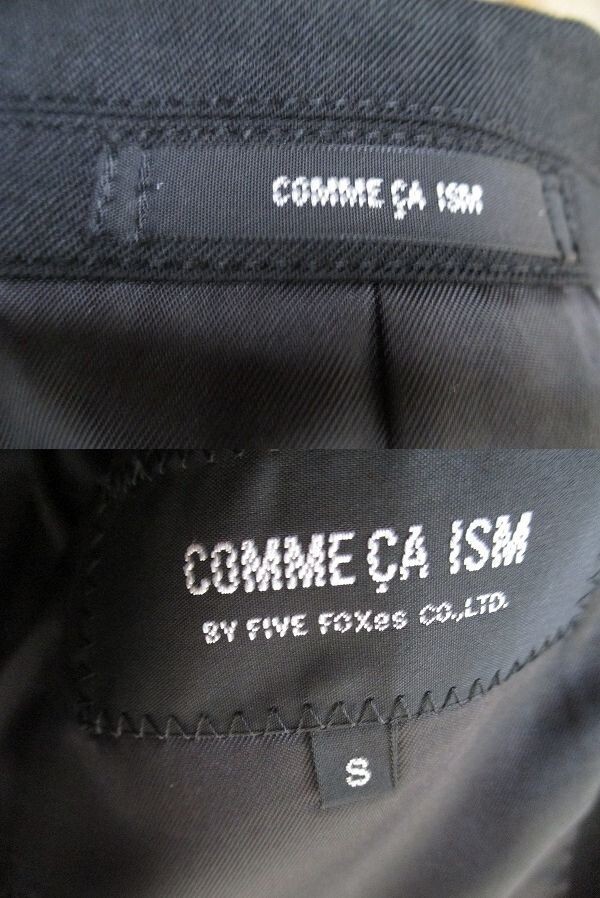 COMME ÇA ISM
COMME ÇA ISM
BY FIVE FOXes CO.,LTD.
S